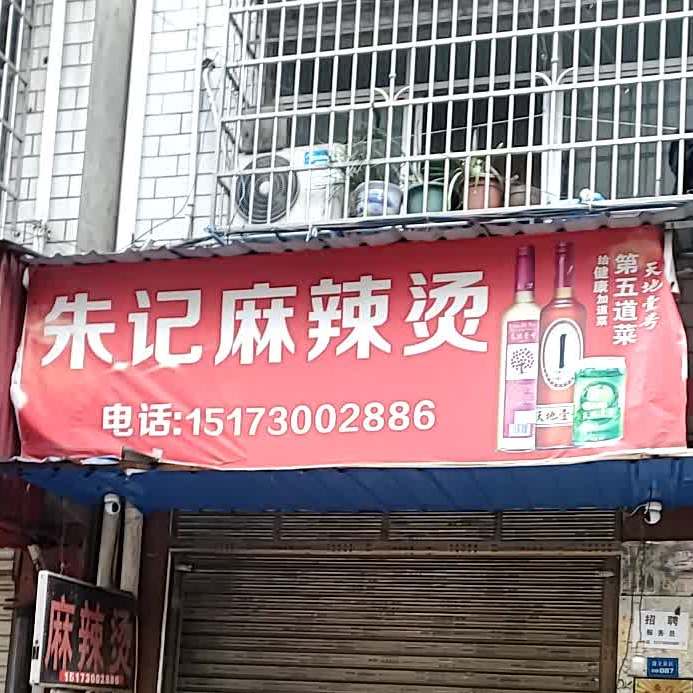 朱记麻辣烫
电话:15173002886
天地壹号
第五道菜
给健康加道菜
天地壹
麻辣烫
15173002886
招聘
服务员
087